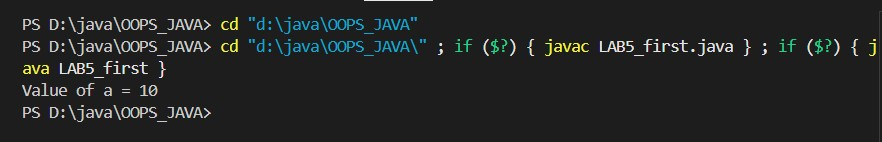 PS D:\java\OOPS_JAVA> cd "d:\java\OOPS_JAVA"
PS D:\java\OOPS_JAVA> cd "d:\java\OOPS_JAVA\" ; if ($?) { javac LAB5_first.java } ; if ($?) { j
ava LAB5_first }
Value of a = 10
PS D:\java\OOPS_JAVA>